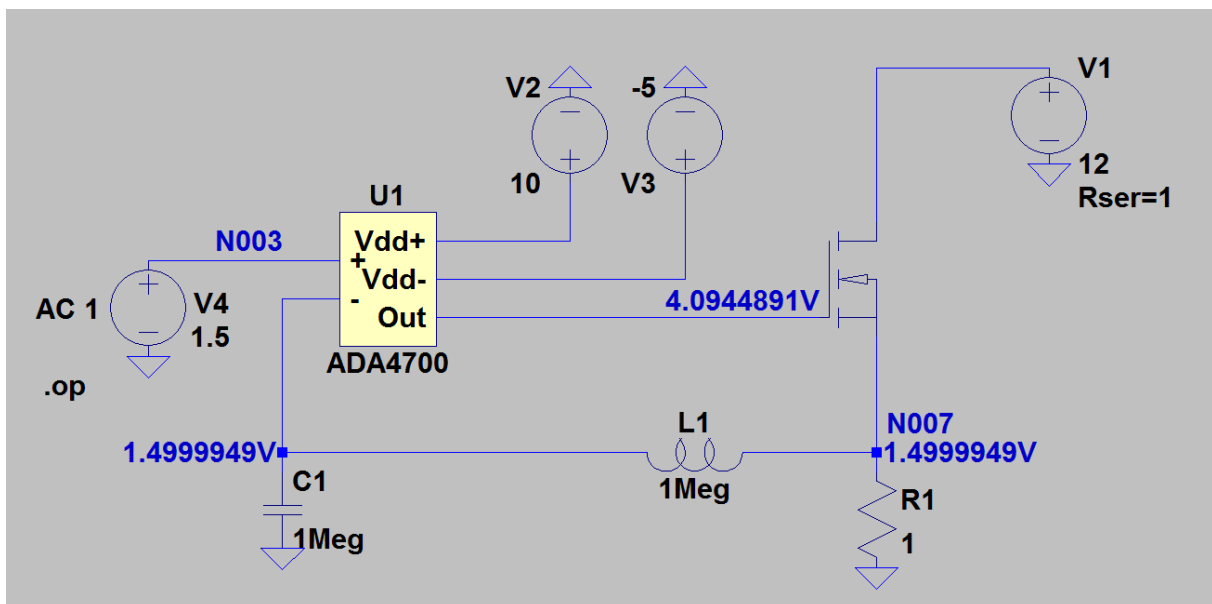 V1
V2
-5
12
Rser=1
10
V3
U1
N003
Vdd+
+
Vdd-
-
Out
ADA4700
AC 1
V4
1.5
.op
4.0944891V
L1
N007
1.4999949V
1.4999949V
1Meg
C1
1Meg
R1
1